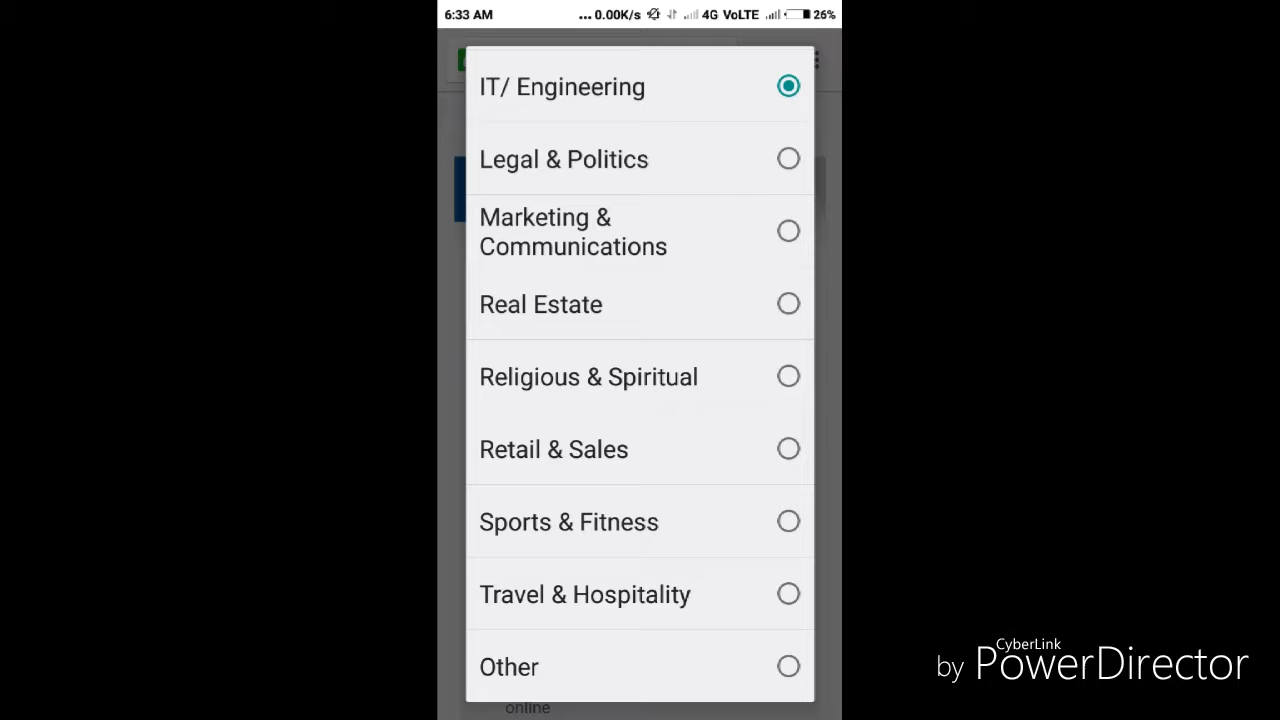 6:33 AM ... 0.00K/s 4G VoLTE 26%
IT/ Engineering
Legal & Politics
Marketing &
Communications
Real Estate
Religious & Spiritual
Retail & Sales
Sports & Fitness
Travel & Hospitality
Other
online
CyberLink
by PowerDirector